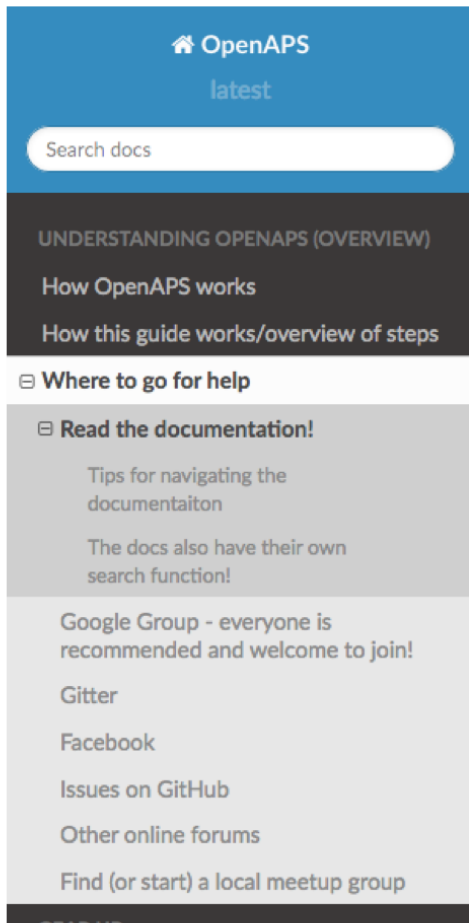 OpenAPS
latest
Search docs
UNDERSTANDING OPENAPS (OVERVIEW)
How OpenAPS works
How this guide works/overview of steps
Where to go for help
Read the documentation!
Tips for navigating the
documentaiton
The docs also have their own
search function!
Google Group - everyone is
recommended and welcome to join!
Gitter
Facebook
Issues on GitHub
Other online forums
Find (or start) a local meetup group